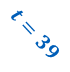 t = 39